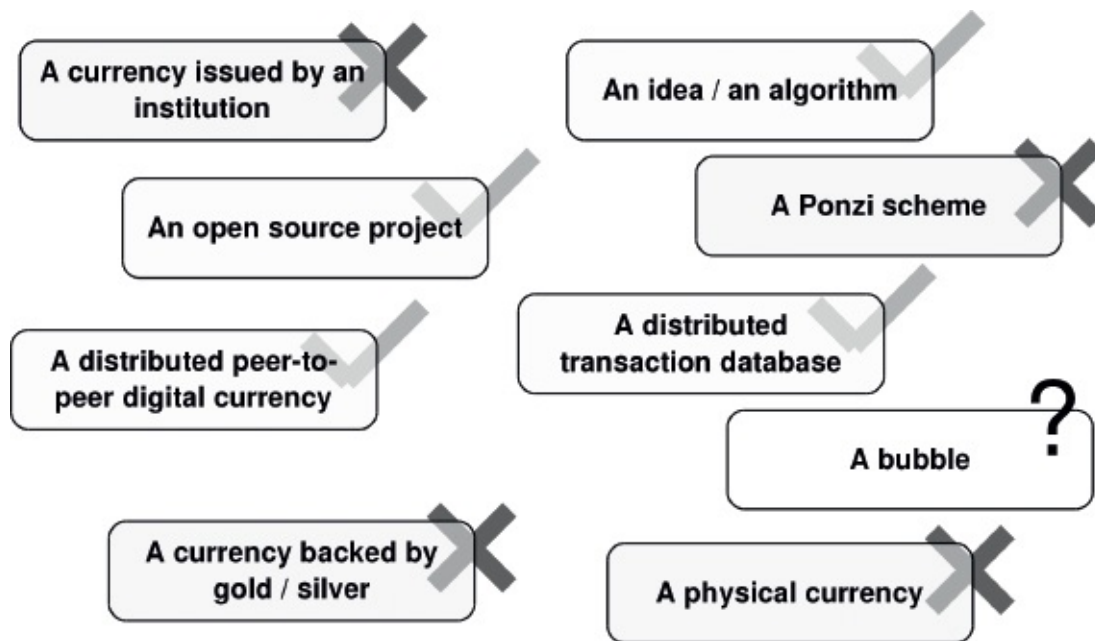 A currency issued by an
institution
An idea / an algorithm
An open source project
A Ponzi scheme
A distributed peer-to-
peer digital currency
A distributed
transaction database
?
A bubble
A currency backed by
gold / silver
A physical currency